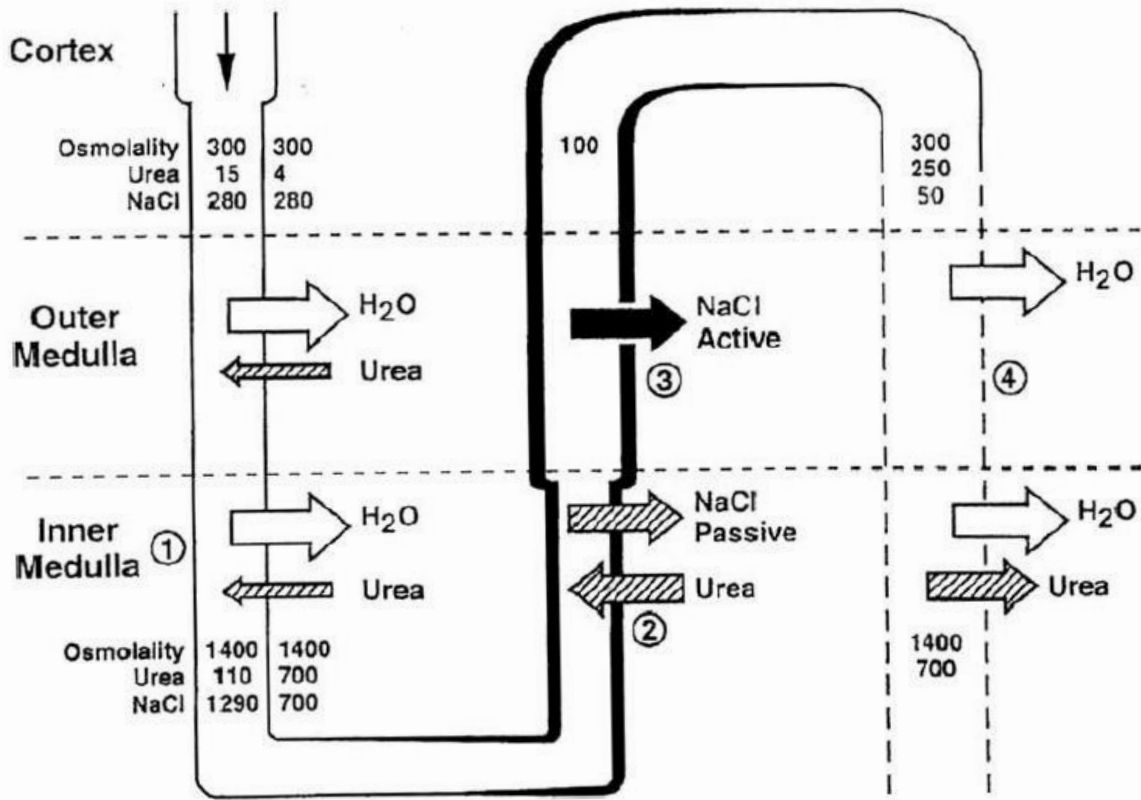 Cortex
Osmolality 300 300
Urea 15 4
NaCl 280 280
100
300
250
50
Outer
Medulla
H2O
Urea
NaCl
Active
③
H2O
④
Inner
Medulla
①
H2O
Urea
NaCl
Passive
Urea
②
H2O
Urea
Osmolality 1400 1400
Urea 110 700
NaCl 1290 700
1400
700